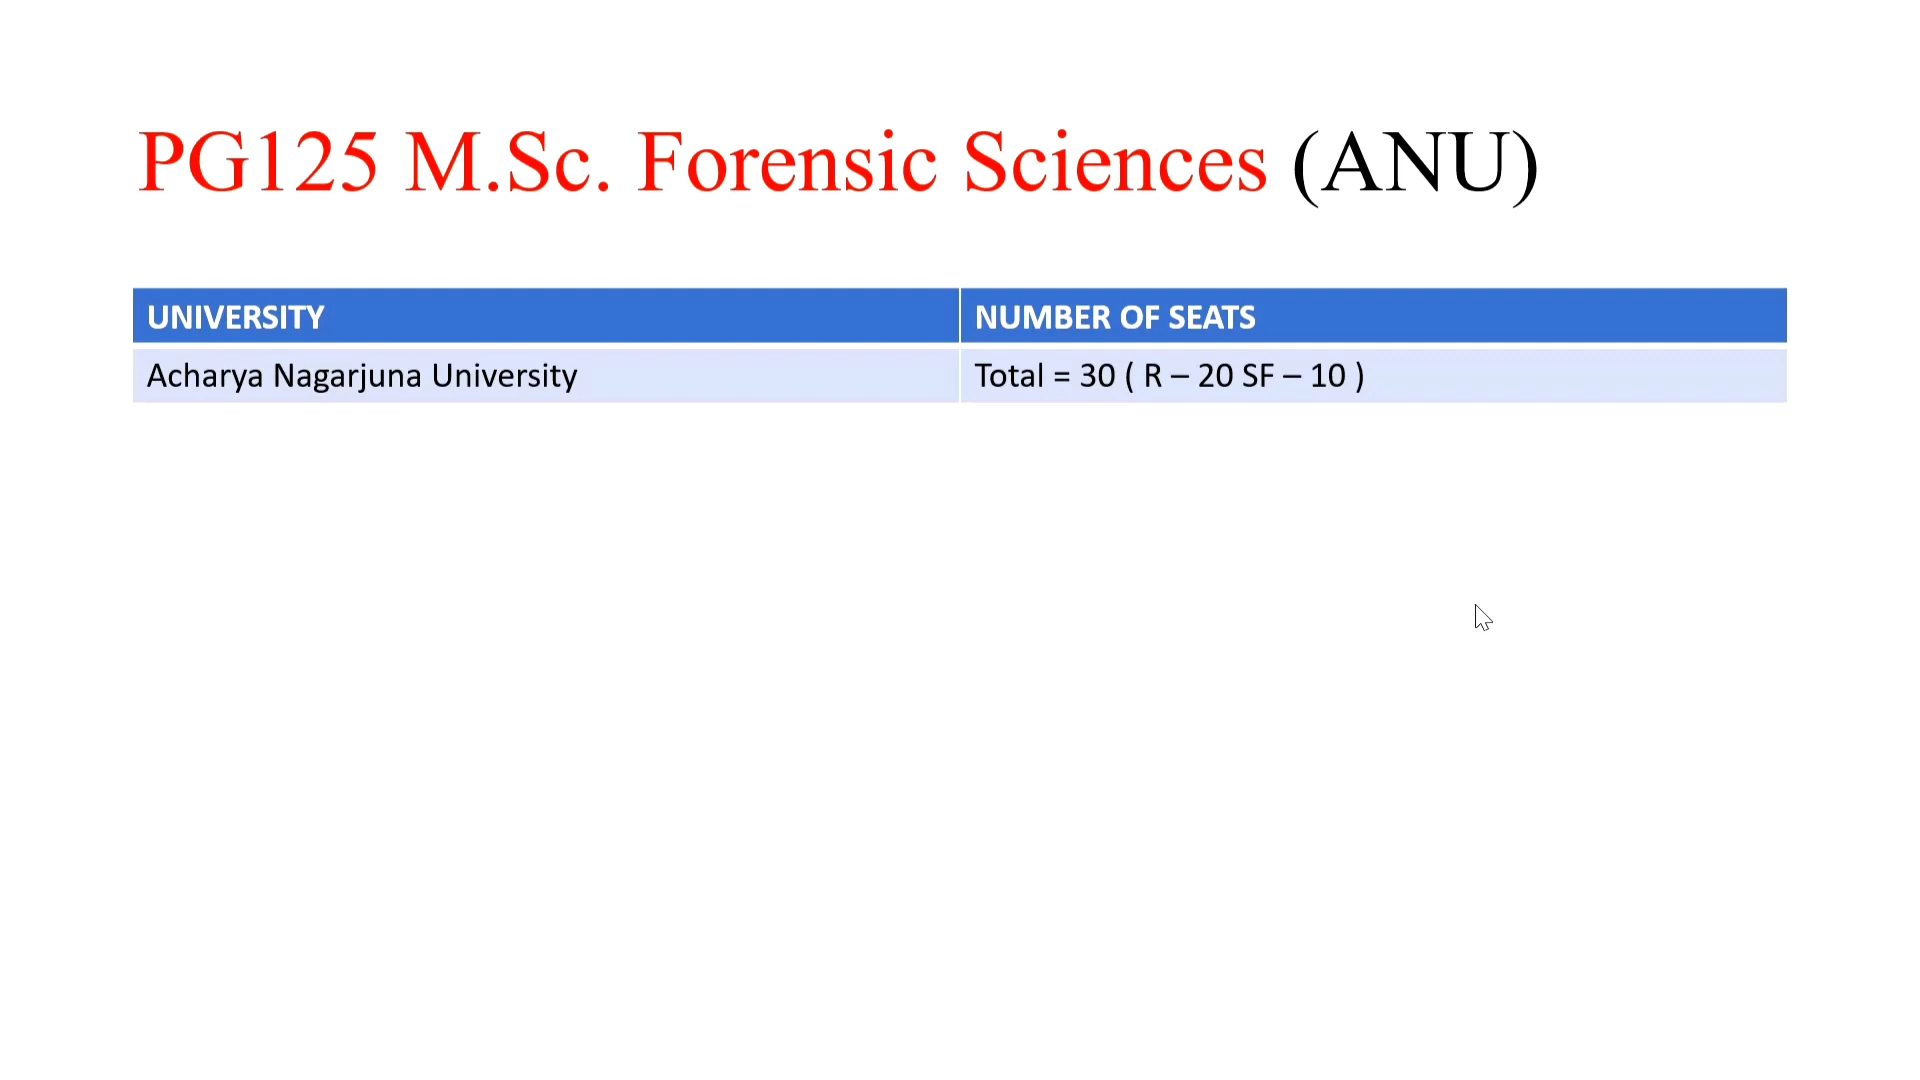 PG125 M.Sc. Forensic Sciences (ANU)
UNIVERSITY NUMBER OF SEATS
Acharya Nagarjuna University Total = 30 ( R – 20 SF – 10 )